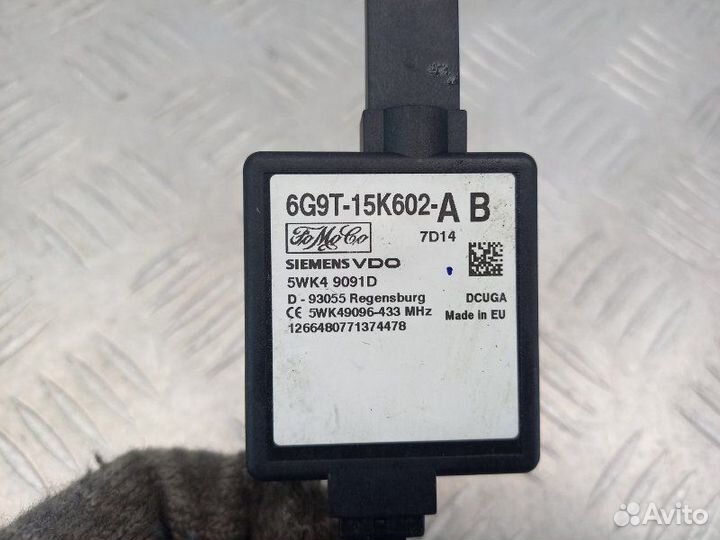 6G9T-15K602-A B
FoMoCo 7D14
SIEMENS VDO
5WK4 9091D
D - 93055 Regensburg DCUGA
CE 5WK49096-433 MHz Made in EU
1266480771374478
Avito